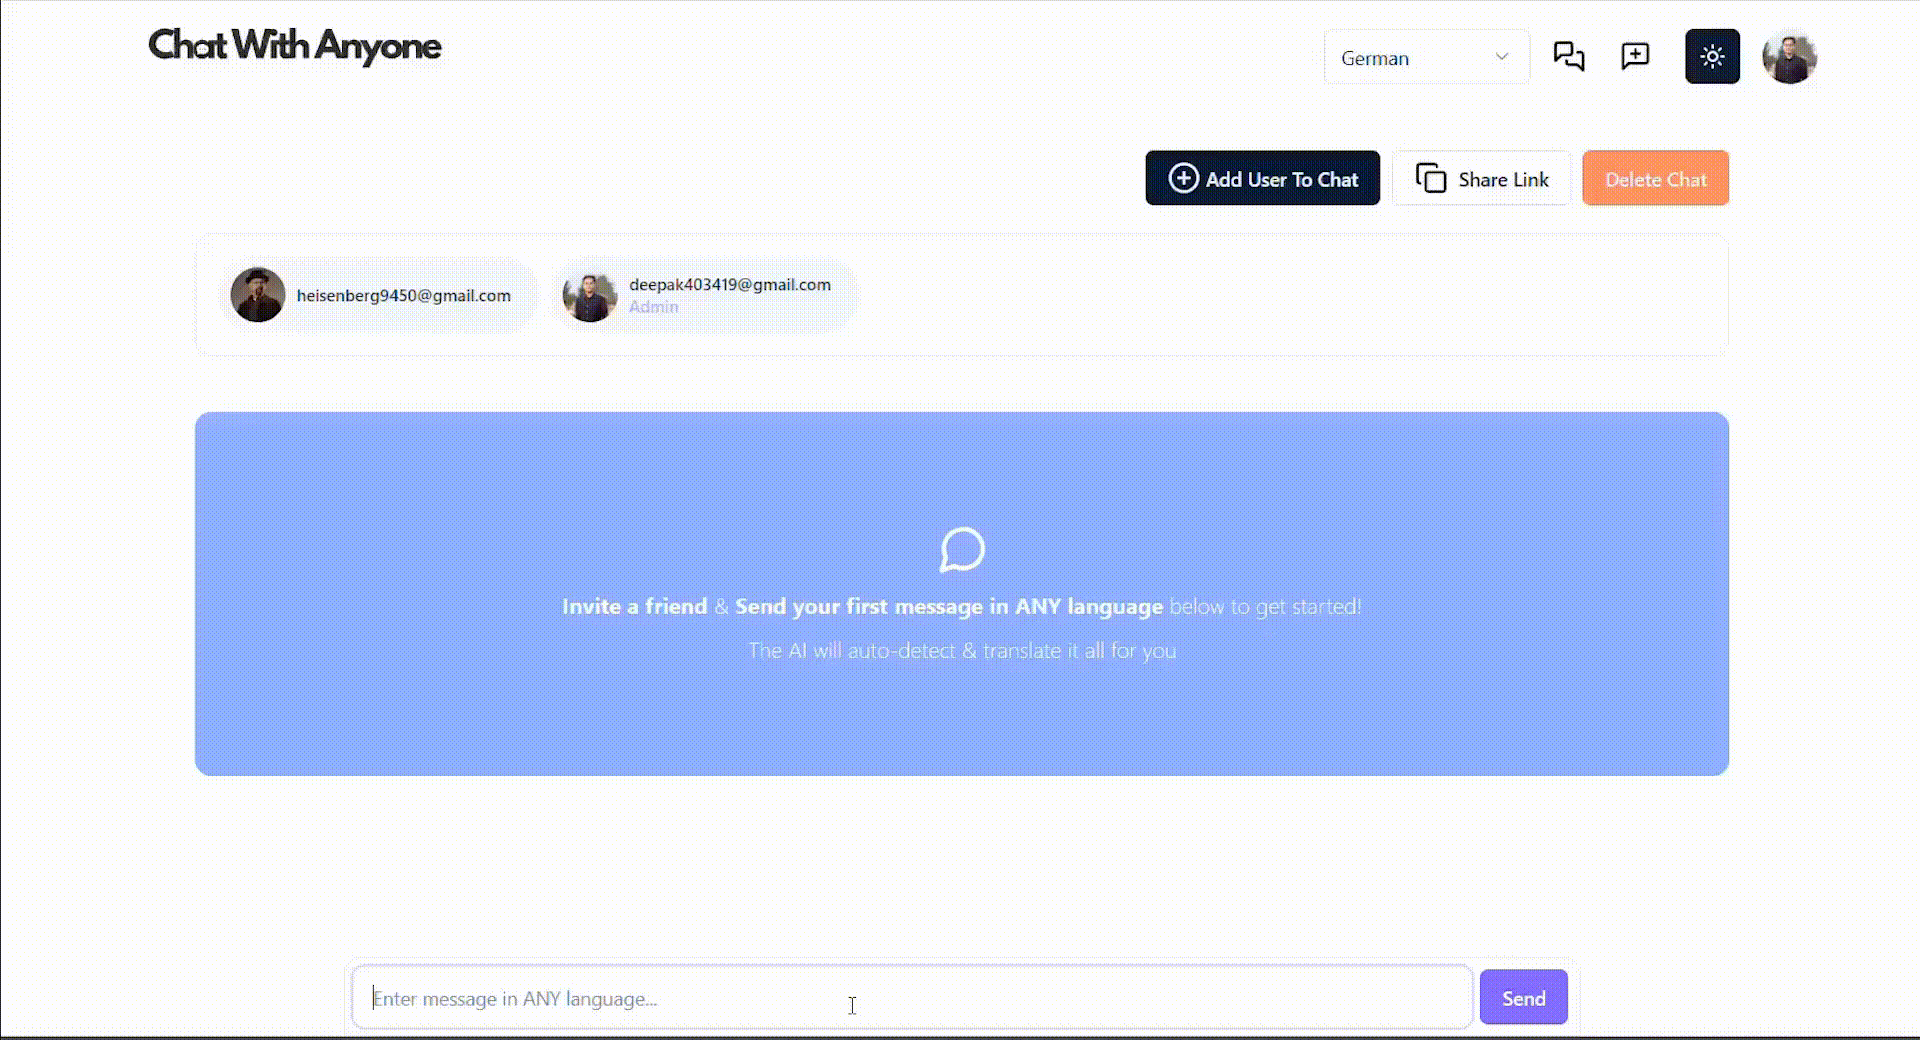 Chat With Anyone
German
Add User To Chat
Share Link
Delete Chat
heisenberg9450@gmail.com
deepak403419@gmail.com
Admin
Invite a friend & Send your first message in ANY language below to get started!
The AI will auto-detect & translate it all for you
Enter message in ANY language...
Send